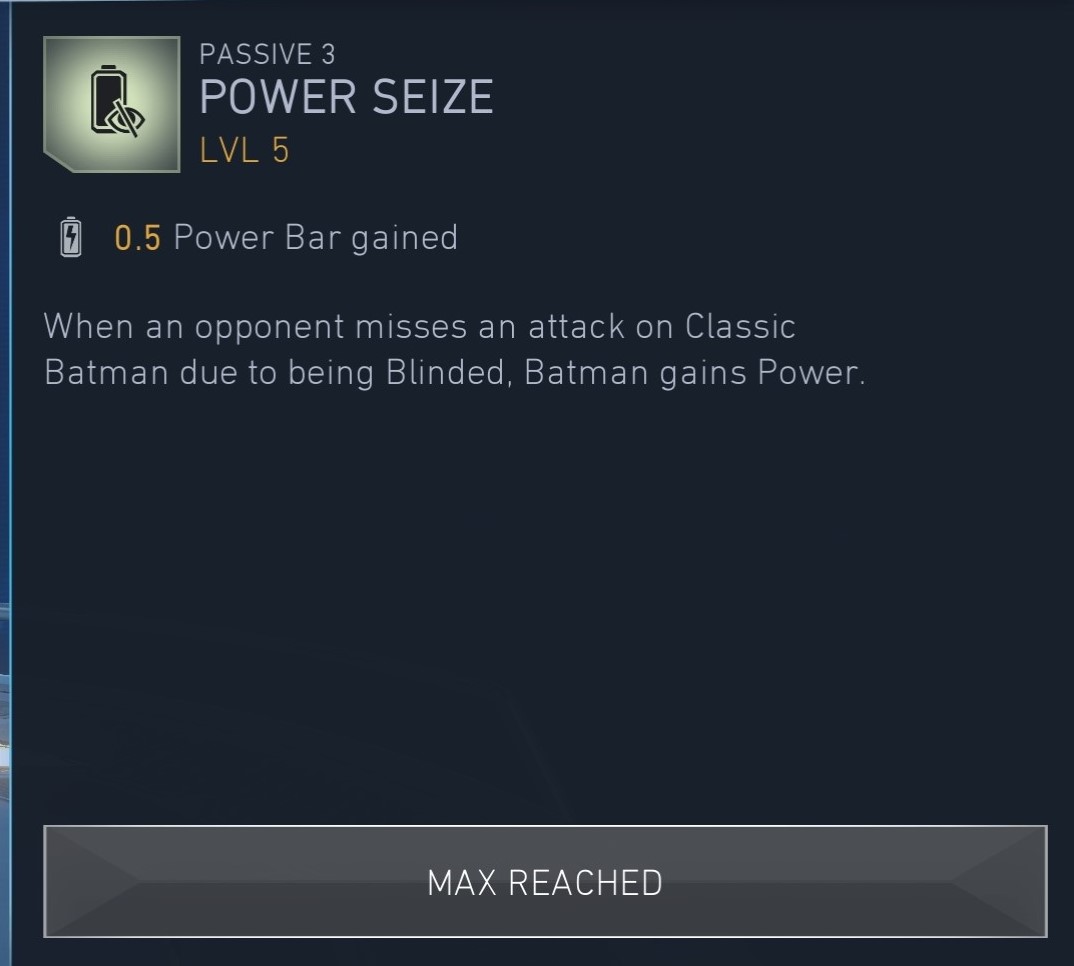 PASSIVE 3
POWER SEIZE
LVL 5
0.5 Power Bar gained
When an opponent misses an attack on Classic
Batman due to being Blinded, Batman gains Power.
MAX REACHED